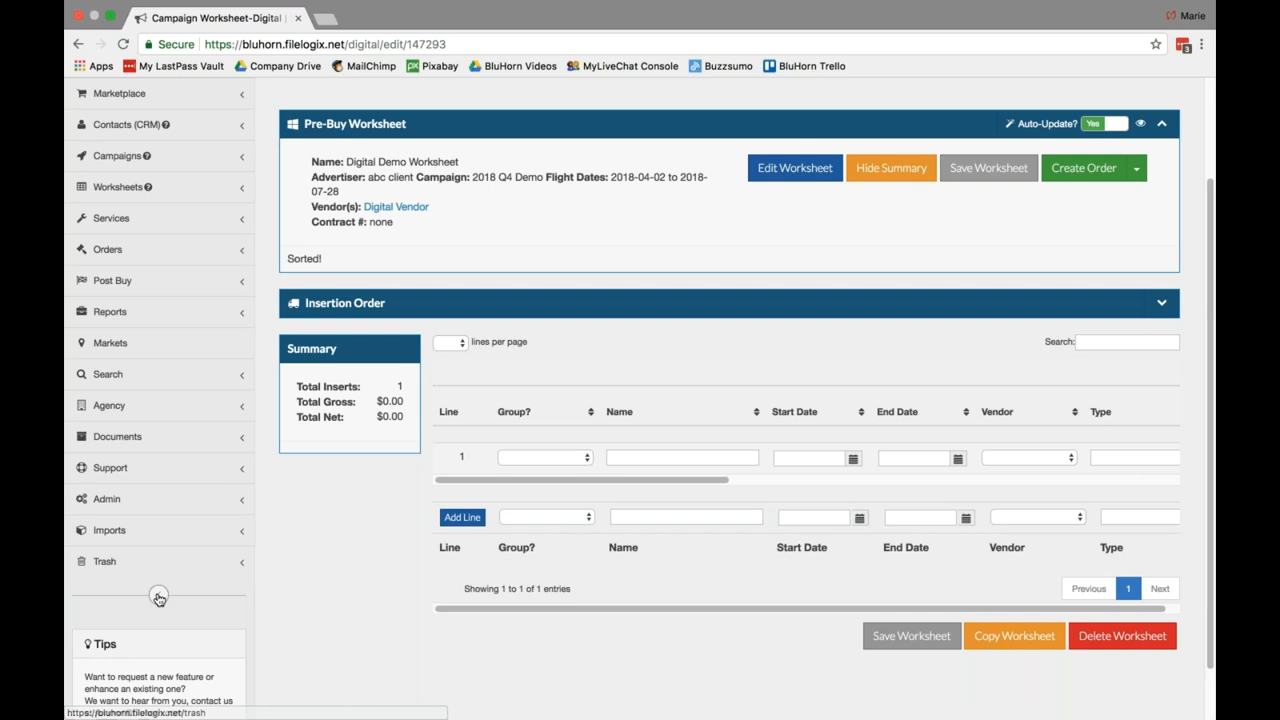 Campaign Worksheet-Digital
Marie
Secure https://bluhorn.filelogix.net/digital/edit/147293
Apps My LastPass Vault Company Drive MailChimp Pixabay BluHorn Videos MyLiveChat Console Buzzsumo BluHorn Trello
Marketplace
Contacts (CRM)
Campaigns
Worksheets
Services
Orders
Post Buy
Reports
Markets
Search
Agency
Documents
Support
Admin
Imports
Trash
Tips
Want to request a new feature or
enhance an existing one?
We want to hear from you, contact us
https://bluhorn.filelogix.net/trash
Pre-Buy Worksheet
Auto-Update? Yes
Name: Digital Demo Worksheet
Advertiser: abc client Campaign: 2018 Q4 Demo Flight Dates: 2018-04-02 to 2018-
07-28
Vendor(s): Digital Vendor
Contract #: none
Edit Worksheet Hide Summary Save Worksheet Create Order
Sorted!
Insertion Order
Summary
Total Inserts: 1
Total Gross: $0.00
Total Net: $0.00
lines per page
Search:
Line Group? Name Start Date End Date Vendor Type
1
Add Line
Line Group? Name Start Date End Date Vendor Type
Showing 1 to 1 of 1 entries
Previous 1 Next
Save Worksheet Copy Worksheet Delete Worksheet